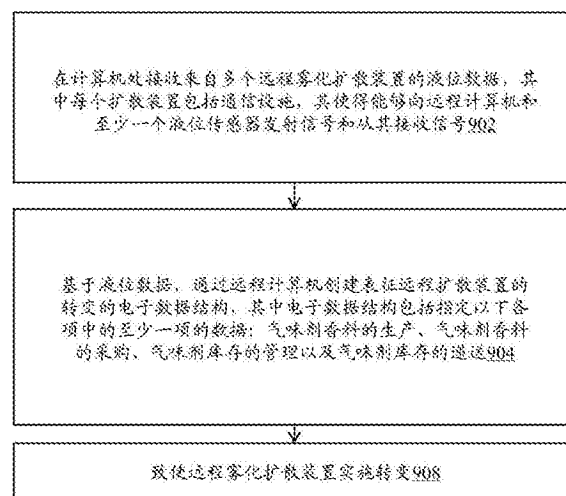 在计算机处接收来自多个远程雾化扩散装置的液位数据，其
中每个扩散装置包括通信设施，其使得能够向远程计算机和
至少一个液位传感器发射信号和从其接收信号902
基于液位数据，通过远程计算机创建表征远程扩散装置的
转变的电子数据结构，其中电子数据结构包括指定以下各
项中的至少一项的数据：气味剂香料的生产、气味剂香料
的采购、气味剂库存的管理以及气味剂库存的递送904
致使远程雾化扩散装置实施转变908